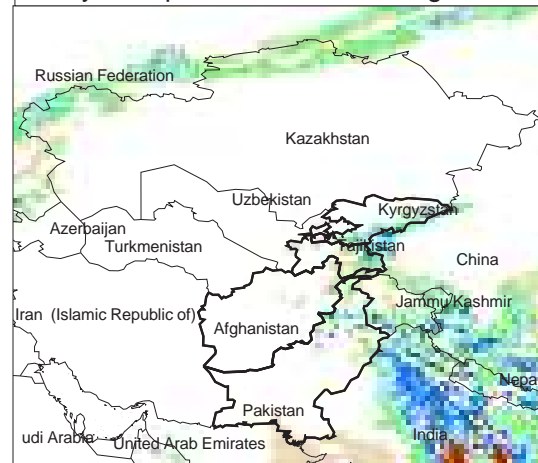 Russian Federation
Kazakhstan
Uzbekistan
Kyrgyzstan
Azerbaijan
Turkmenistan
Tajikistan
China
Jammu Kashmir
Iran (Islamic Republic of)
Afghanistan
Nepa
Pakistan
udi Arabia
United Arab Emirates
India